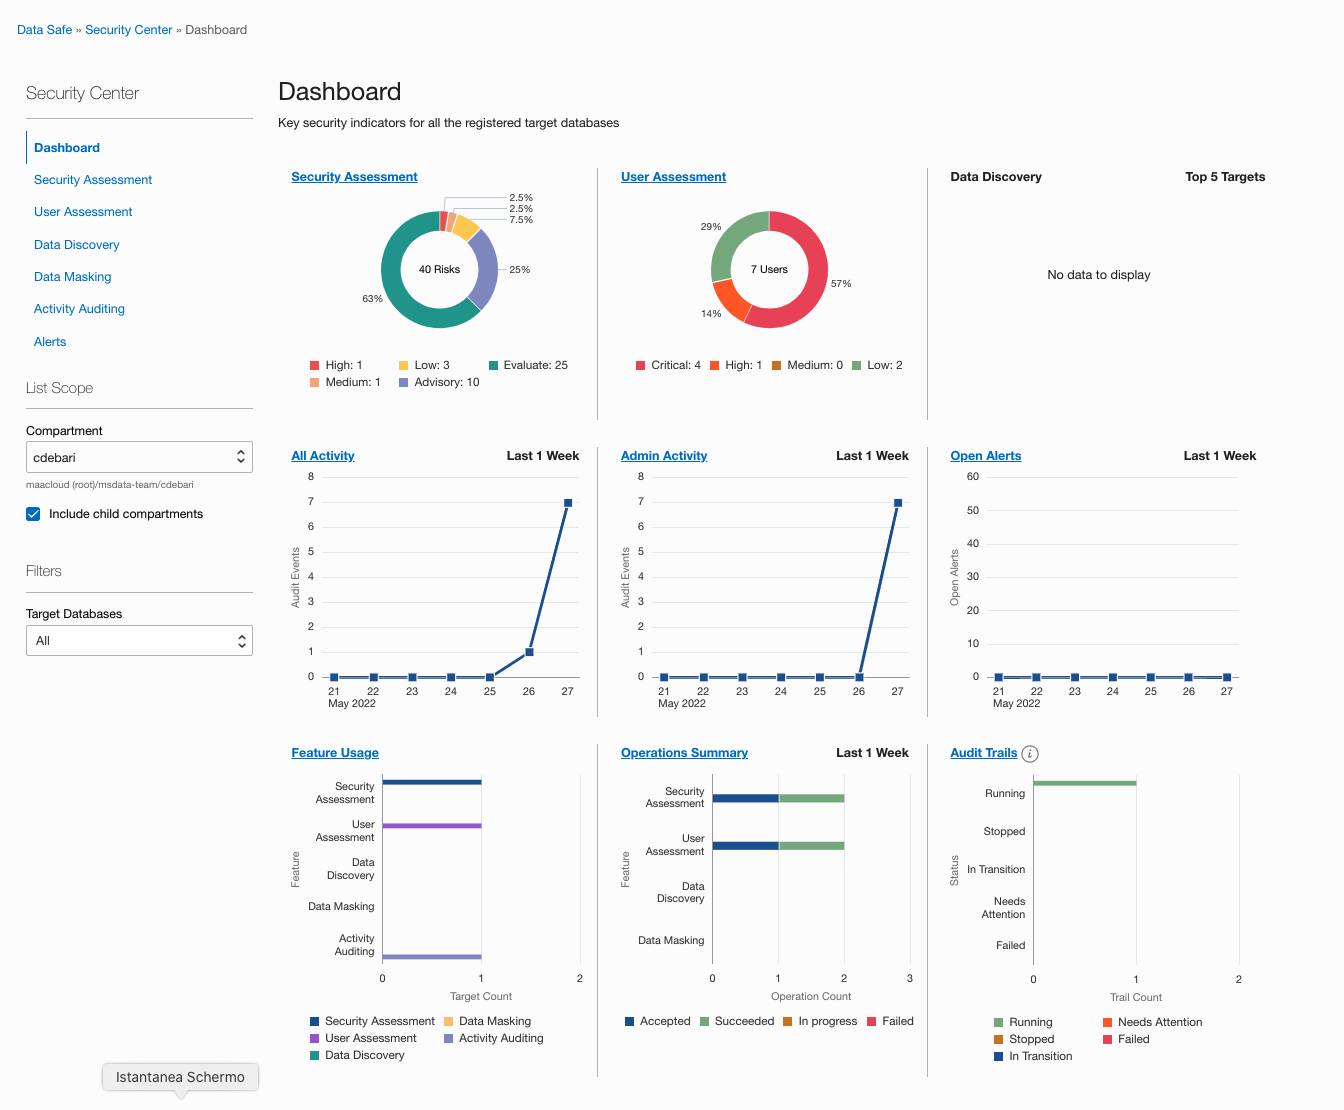 Data Safe » Security Center » Dashboard
Security Center
Dashboard
Security Assessment
User Assessment
Data Discovery
Data Masking
Activity Auditing
Alerts
List Scope
Compartment
cdebari
maacloud (root)/msdata-team/cdebari
Include child compartments
Filters
Target Databases
All
Dashboard
Key security indicators for all the registered target databases
Security Assessment
2.5%
2.5%
7.5%
25%
63%
40 Risks
High: 1
Low: 3
Evaluate: 25
Medium: 1
Advisory: 10
User Assessment
29%
57%
14%
7 Users
Critical: 4
High: 1
Medium: 0
Low: 2
Data Discovery
Top 5 Targets
No data to display
All Activity
Last 1 Week
Audit Events
8
7
6
5
4
3
2
1
0
21 22 23 24 25 26 27
May 2022
Admin Activity
Last 1 Week
Audit Events
8
7
6
5
4
3
2
1
0
21 22 23 24 25 26 27
May 2022
Open Alerts
Last 1 Week
Open Alerts
60
50
40
30
20
10
0
21 22 23 24 25 26 27
May 2022
Feature Usage
Feature
Security
Assessment
User
Assessment
Data
Discovery
Data Masking
Activity
Auditing
0 1 2
Target Count
Security Assessment
Data Masking
User Assessment
Activity Auditing
Data Discovery
Operations Summary
Last 1 Week
Feature
Security
Assessment
User
Assessment
Data
Discovery
Data Masking
0 1 2 3
Operation Count
Accepted
Succeeded
In progress
Failed
Audit Trails i
Status
Running
Stopped
In Transition
Needs
Attention
Failed
0 1 2
Trail Count
Running
Needs Attention
Stopped
Failed
In Transition
Istantanea Schermo